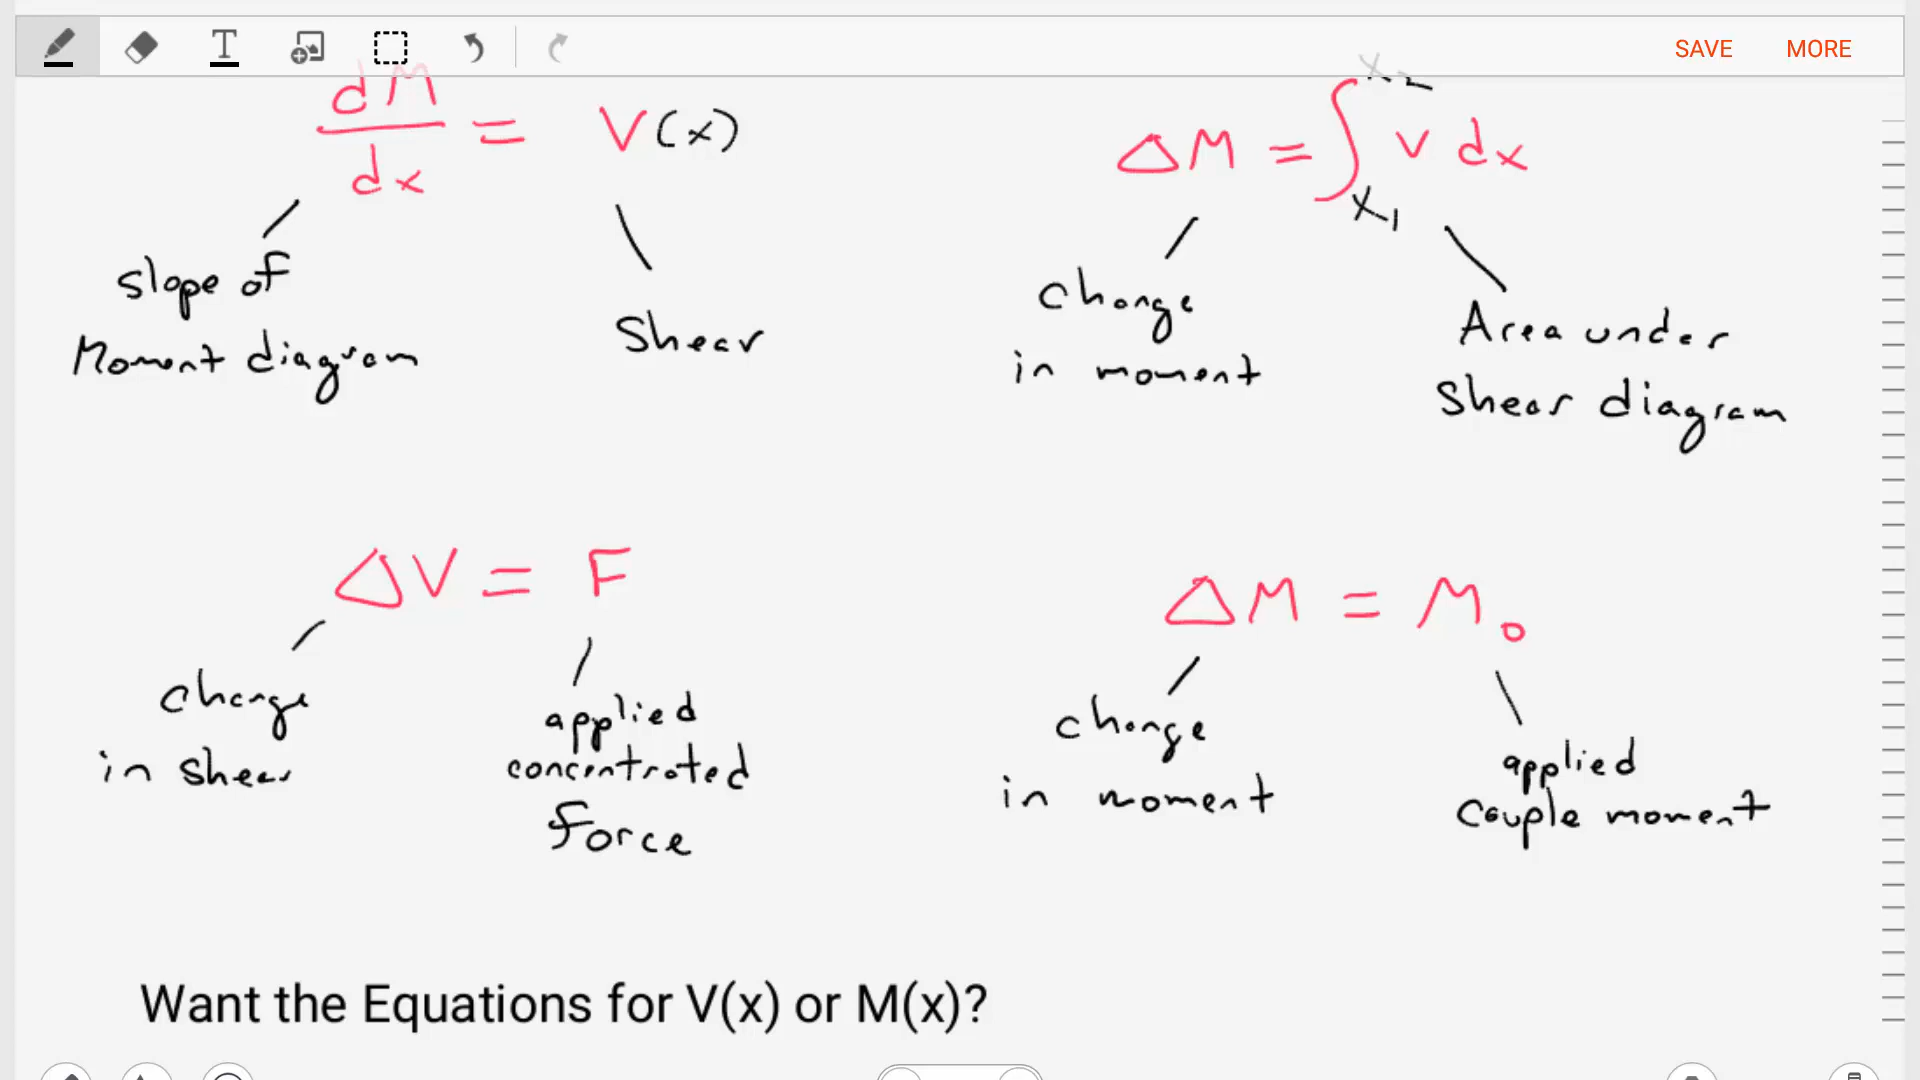 SAVE MORE
dM/dx = V(x)
ΔM = ∫ V dx
x2
x1
slope of
Moment diagram
Shear
change
in moment
Area under
Shear diagram
ΔV = F
change
in shear
applied
concentrated
force
ΔM = Mo
change
in moment
applied
couple moment
Want the Equations for V(x) or M(x)?